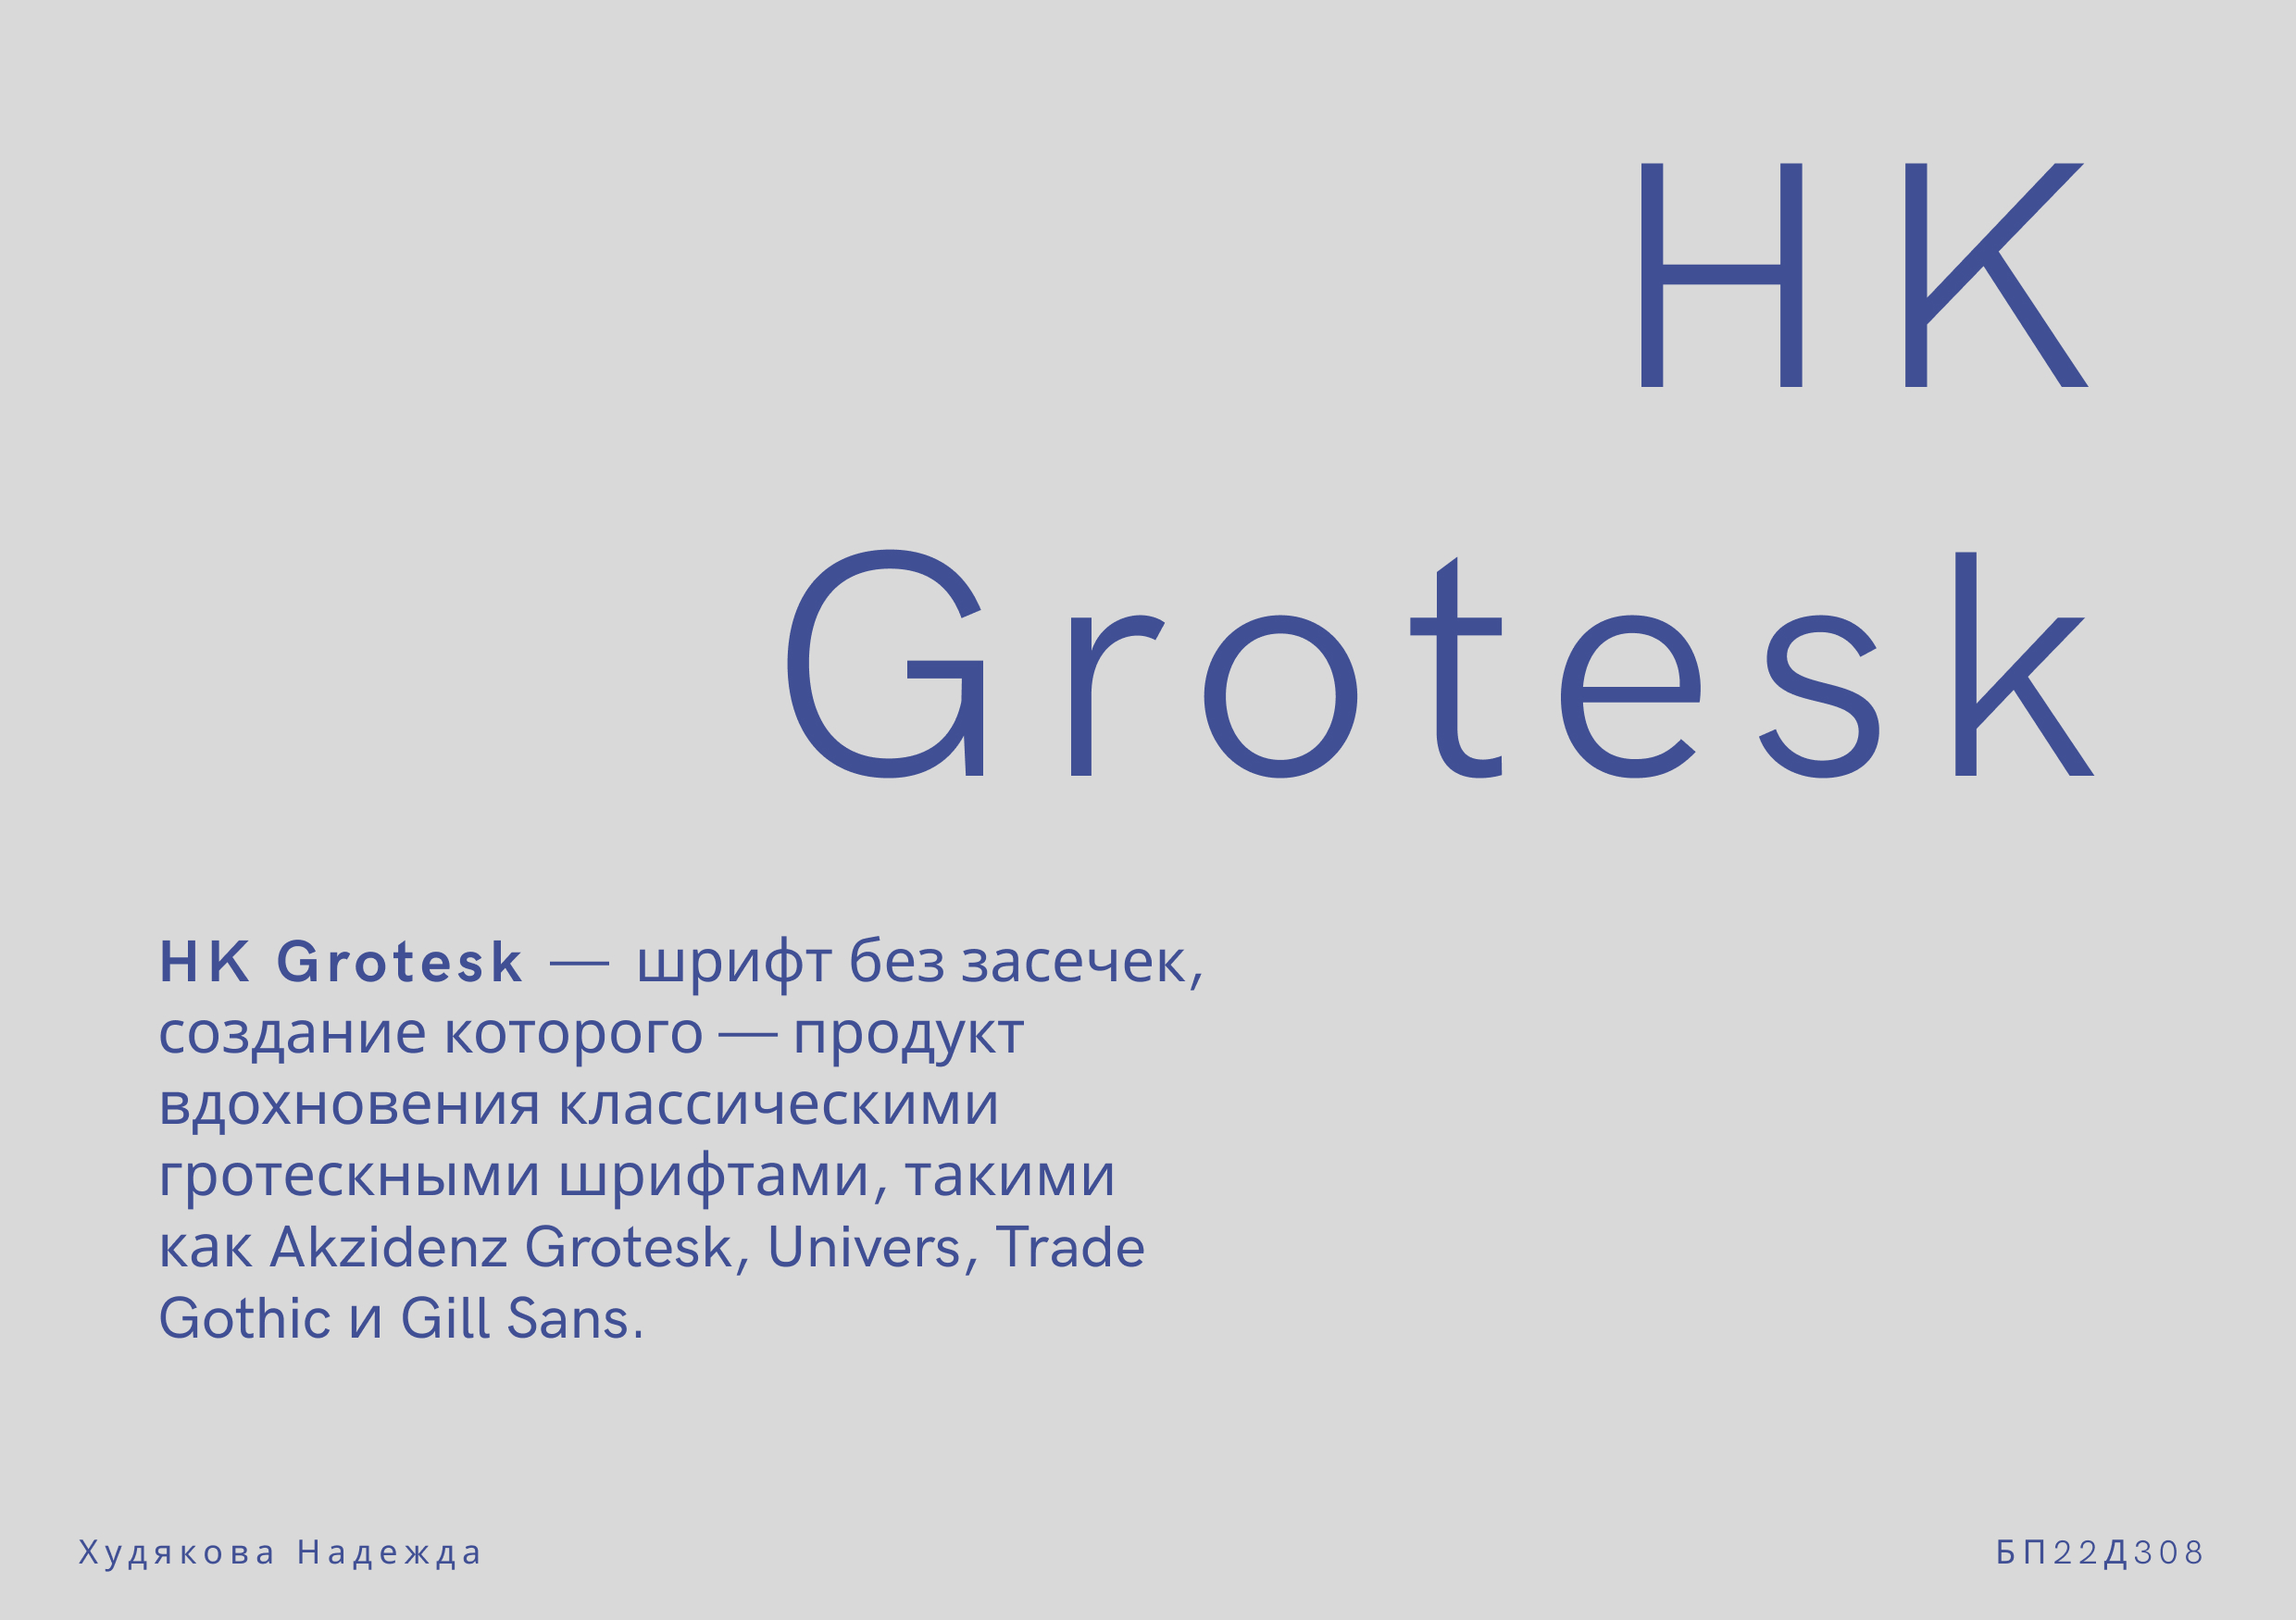 HK
Grotesk
HK Grotesk — шрифт без засечек,
создание которого — продукт
вдохновения классическими
гротескными шрифтами, такими
как Akzidenz Grotesk, Univers, Trade
Gothic и Gill Sans.
Худякова Надежда
БП22Д308